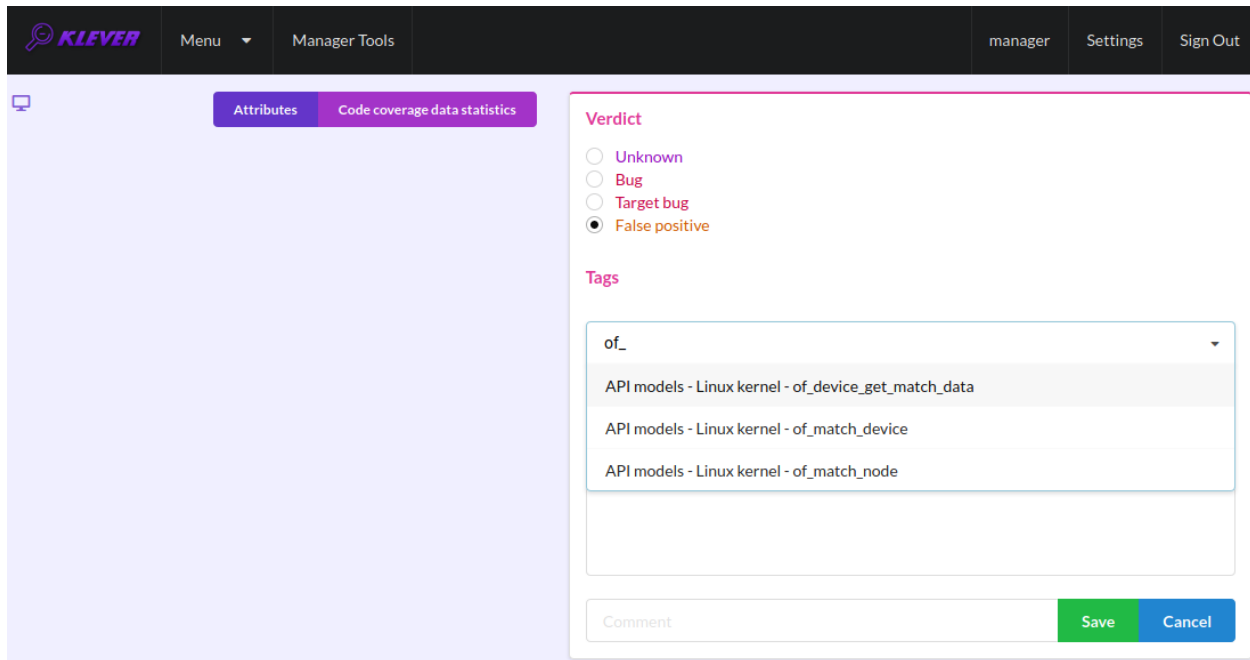 KLEVER Menu Manager Tools manager Settings Sign Out
Attributes Code coverage data statistics
Verdict
Unknown
Bug
Target bug
False positive
Tags
of_
API models - Linux kernel - of_device_get_match_data
API models - Linux kernel - of_match_device
API models - Linux kernel - of_match_node
Comment Save Cancel